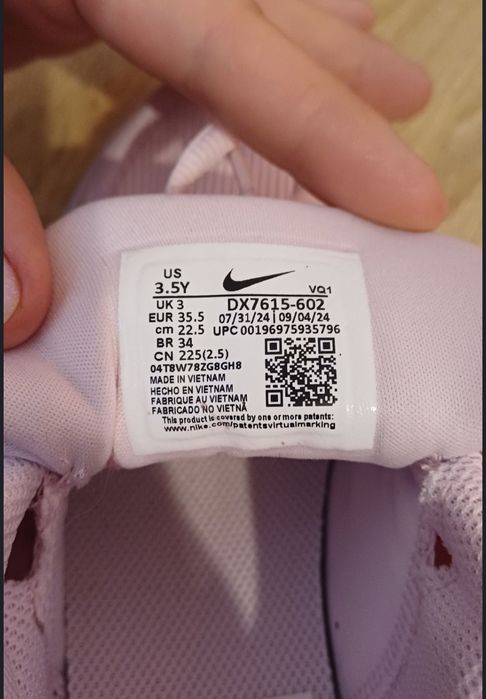 US
3.5Y
VQ1
UK 3
DX7615-602
EUR 35.5
07/31/24 | 09/04/24
cm 22.5
UPC 00196975935796
BR 34
CN 225(2.5)
04T8W78ZG8GH8
MADE IN VIETNAM
HECHO EN VIETNAM
FABRIQUE AU VIETNAM
FABRICADO NO VIETNÃ
This product is covered by one or more patents:
www.nike.com/patentsvirtualmarking